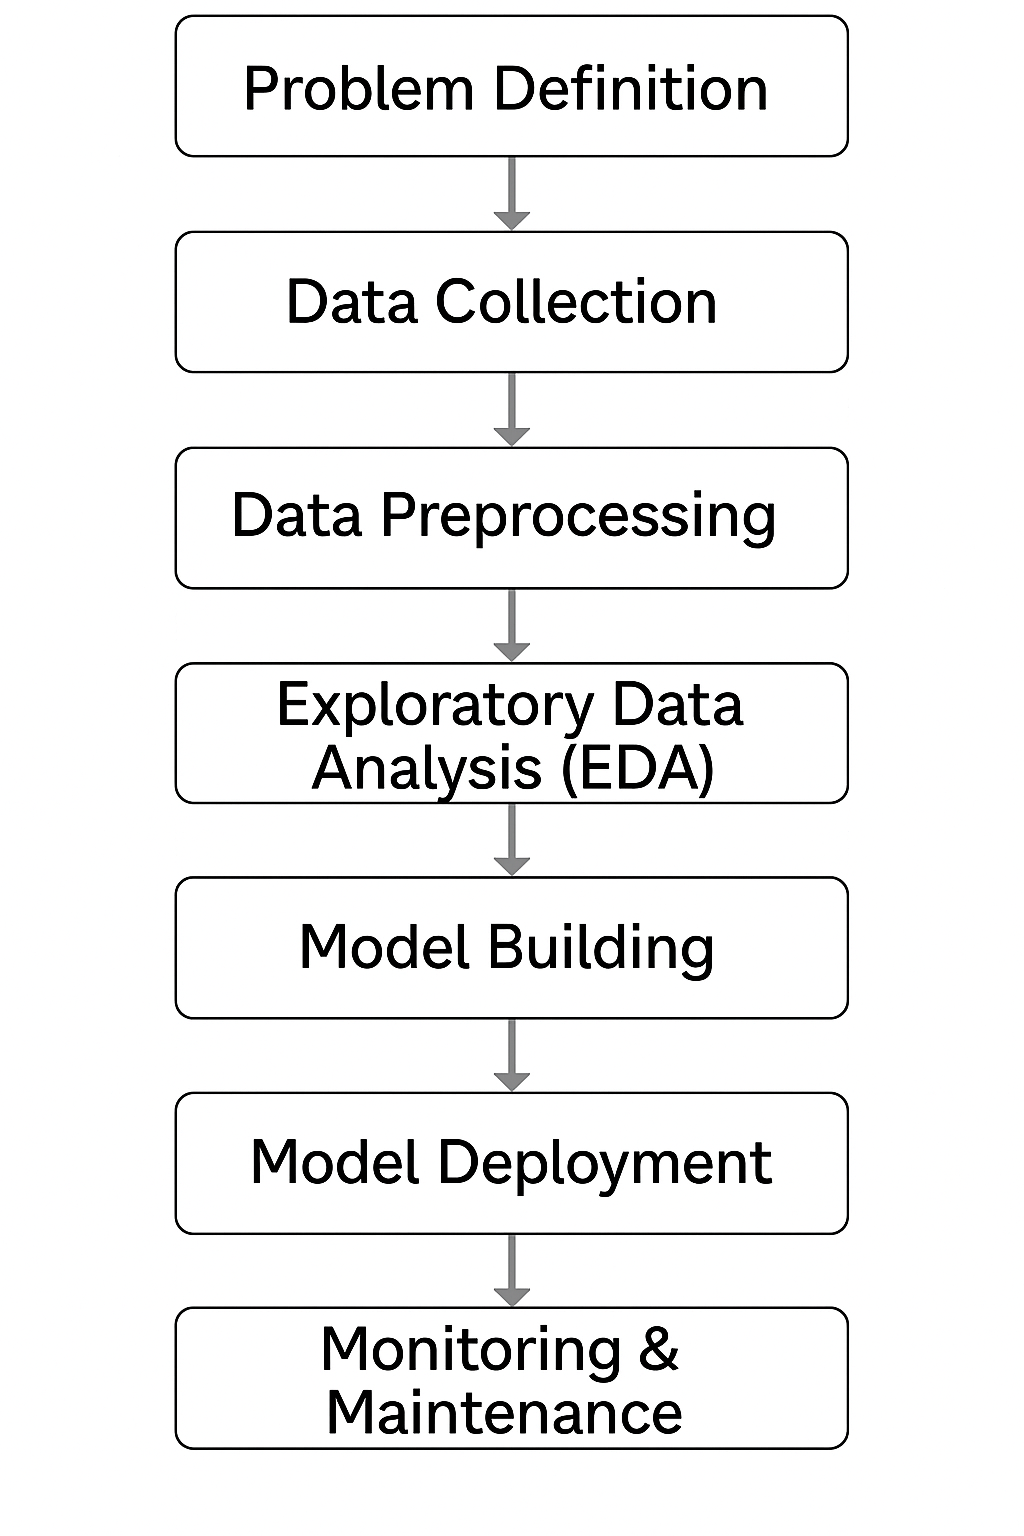 Problem Definition
Data Collection
Data Preprocessing
Exploratory Data
Analysis (EDA)
Model Building
Model Deployment
Monitoring &
Maintenance